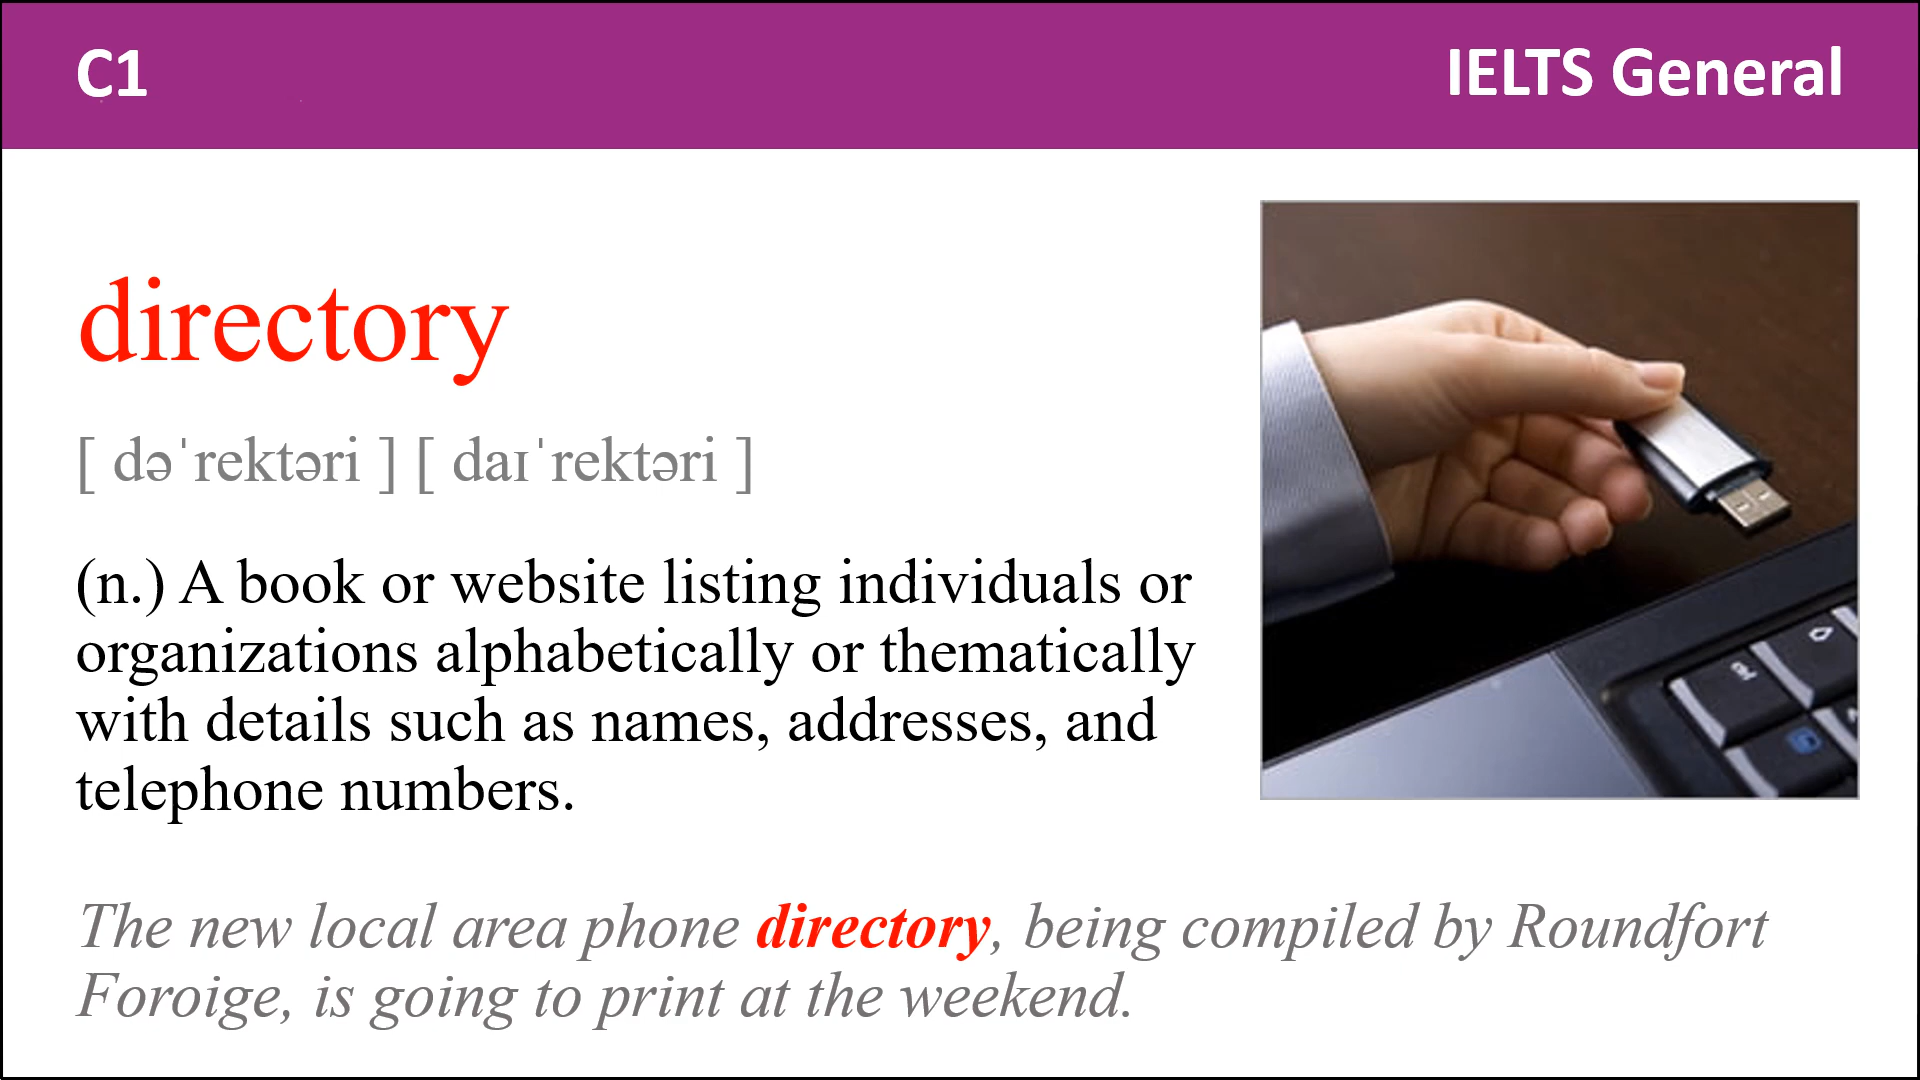 C1
IELTS General
directory
[ dəˈrektəri ] [ daɪˈrektəri ]
(n.) A book or website listing individuals or
organizations alphabetically or thematically
with details such as names, addresses, and
telephone numbers.
The new local area phone directory, being compiled by Roundfort
Foroige, is going to print at the weekend.